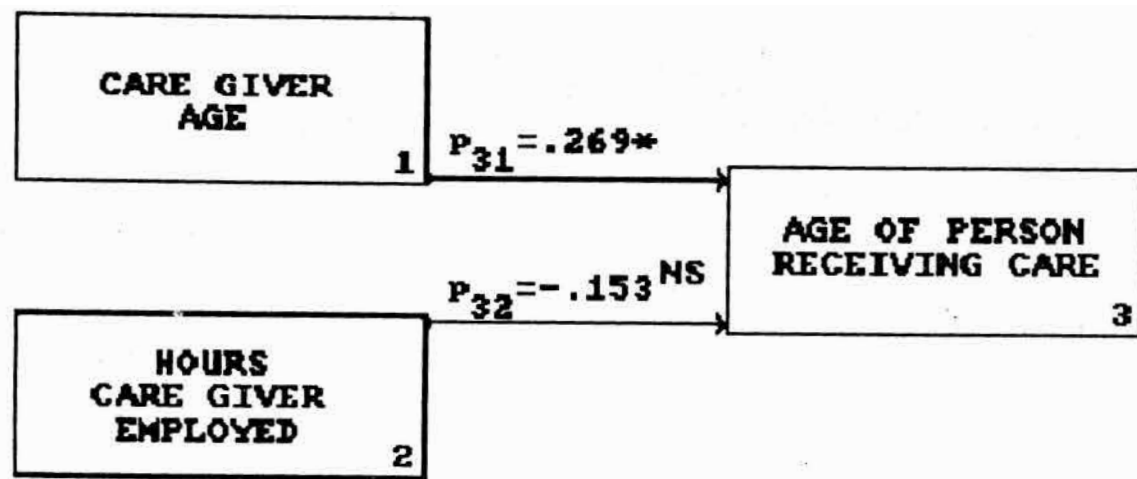 CARE GIVER
AGE
1
p31=.269*
AGE OF PERSON
RECEIVING CARE
3
p32=-.153NS
HOURS
CARE GIVER
EMPLOYED
2